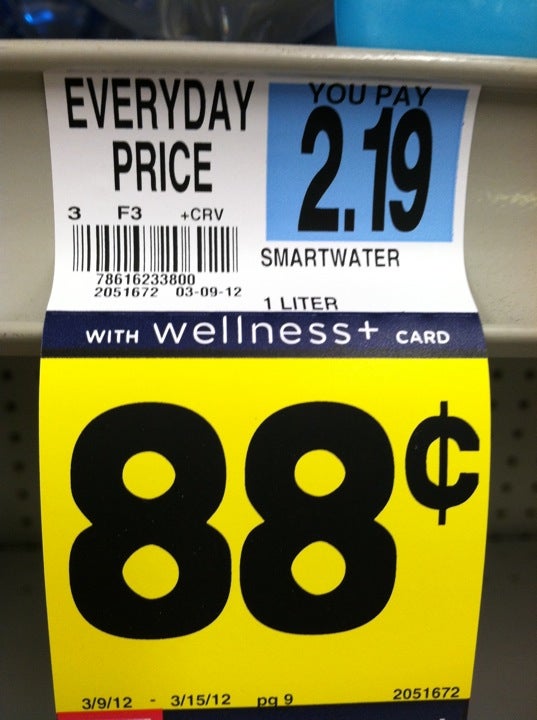 EVERYDAY
PRICE
YOU PAY
2.19
3 F3 +CRV
78616233800
2051672 03-09-12
SMARTWATER
1 LITER
WITH wellness+ CARD
88¢
3/9/12 - 3/15/12 pg 9 2051672